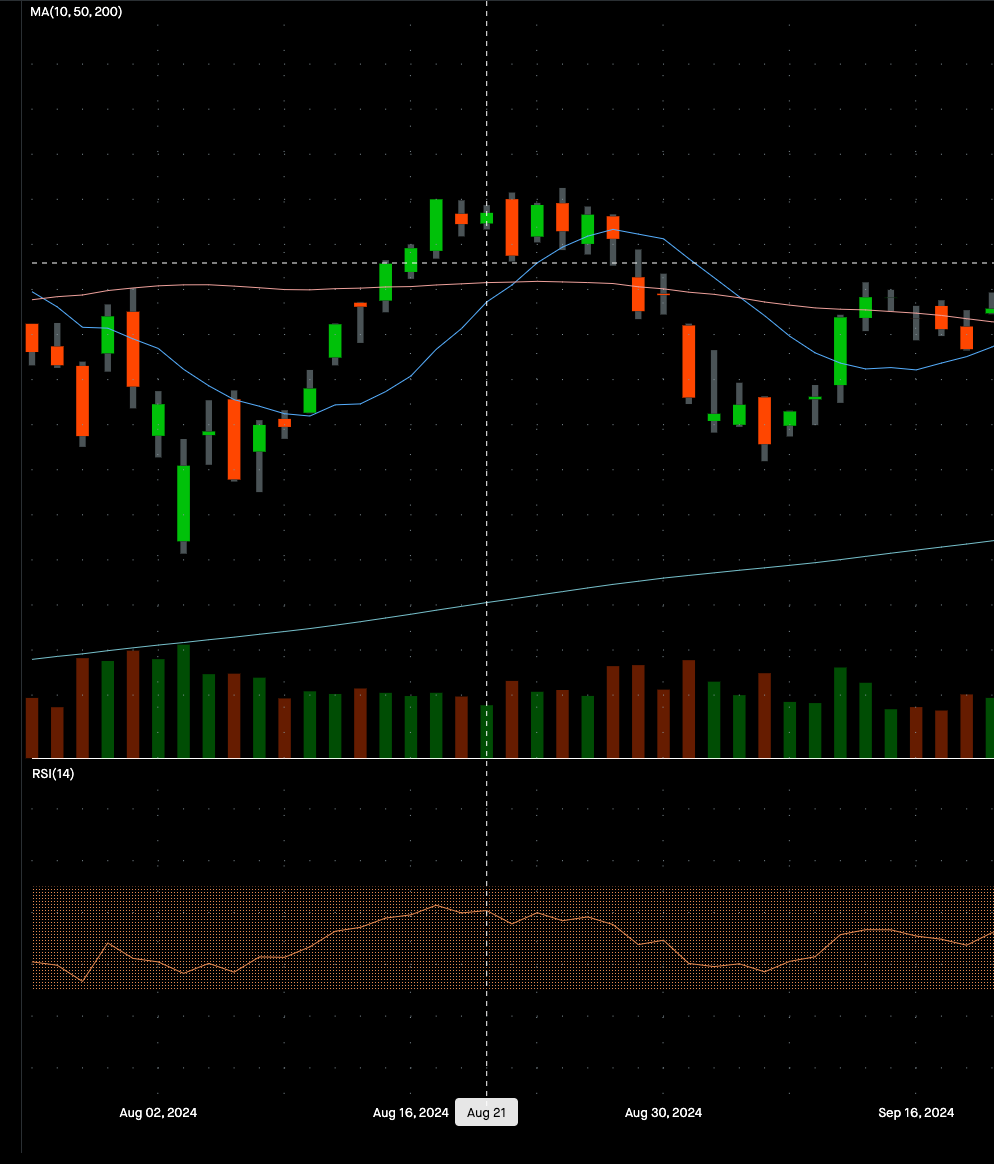 MA(10, 50, 200)
RSI(14)
Aug 02, 2024
Aug 16, 2024
Aug 21
Aug 30, 2024
Sep 16, 2024